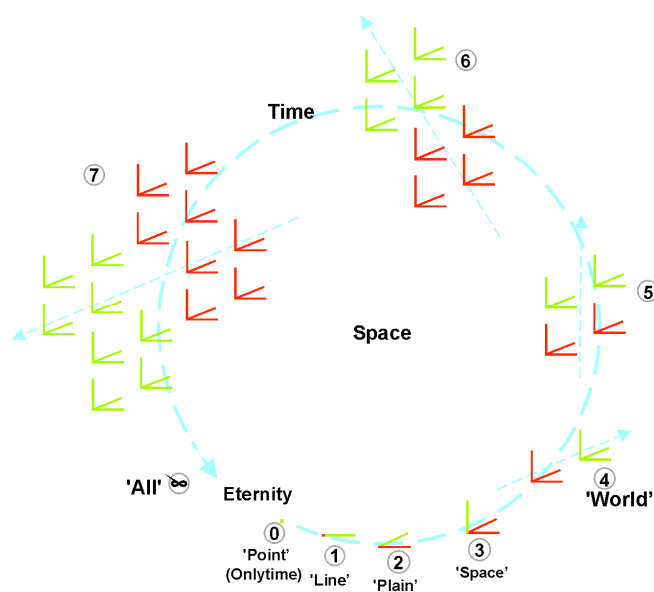 6
Time
7
5
Space
4
'World'
'All' ∞
Eternity
0
'Point'
(Onlytime)
1
'Line'
2
'Plain'
3
'Space'